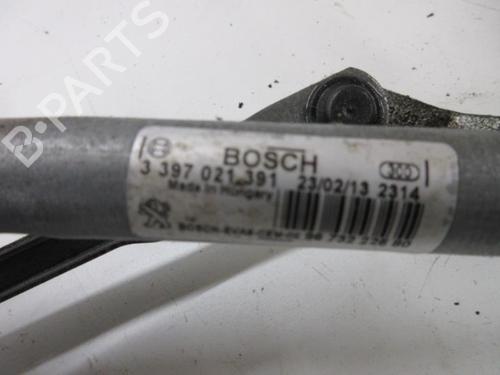 B-PARTS
BOSCH
3 397 021 391 23/02/13 2314
Made in Hungary